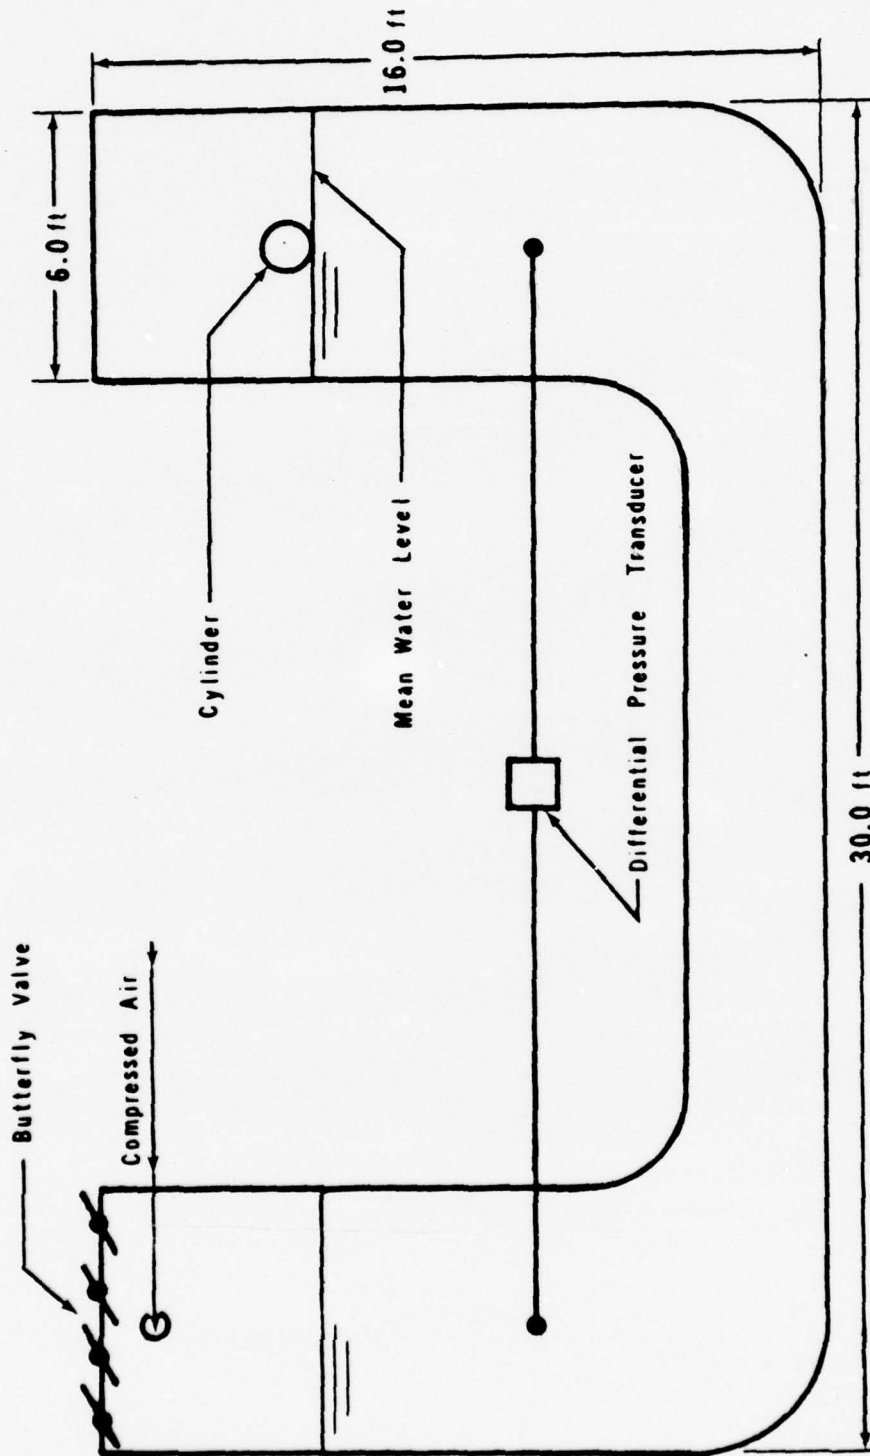 Butterfly Valve
Compressed Air
6.0 ft
16.0 ft
Cylinder
Mean Water Level
Differential Pressure Transducer
30.0 ft